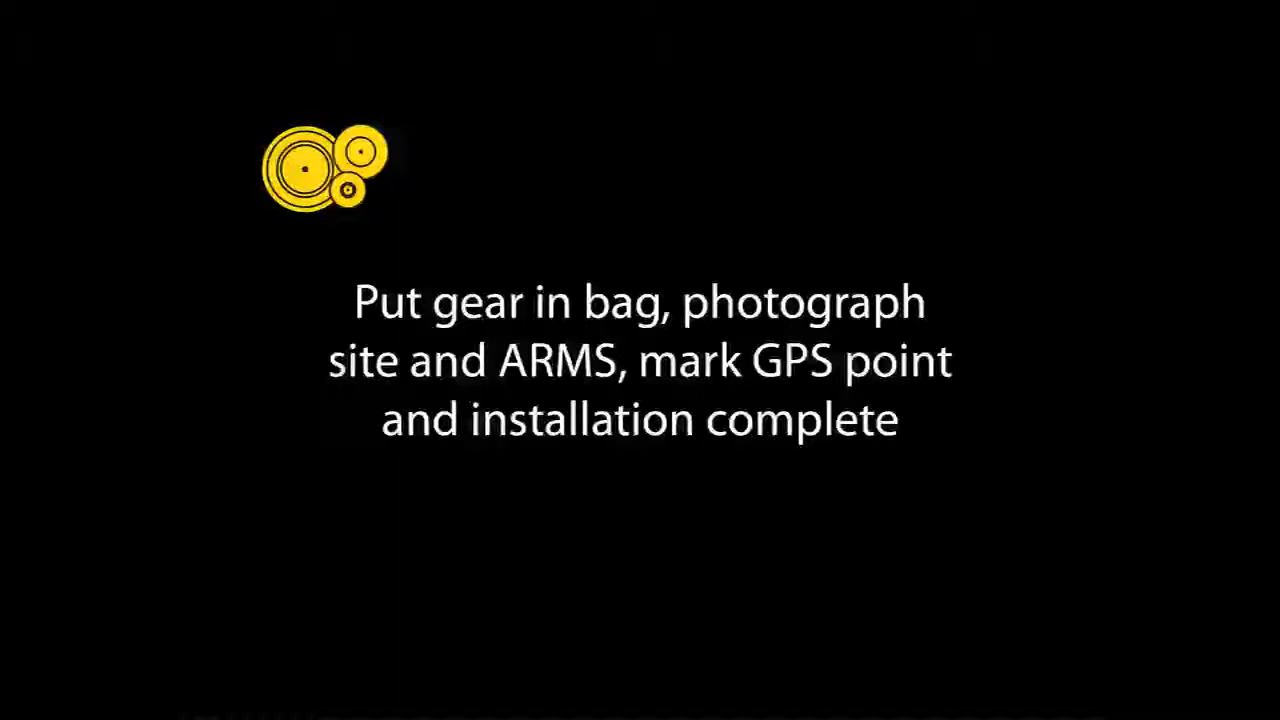 Put gear in bag, photograph
site and ARMS, mark GPS point
and installation complete